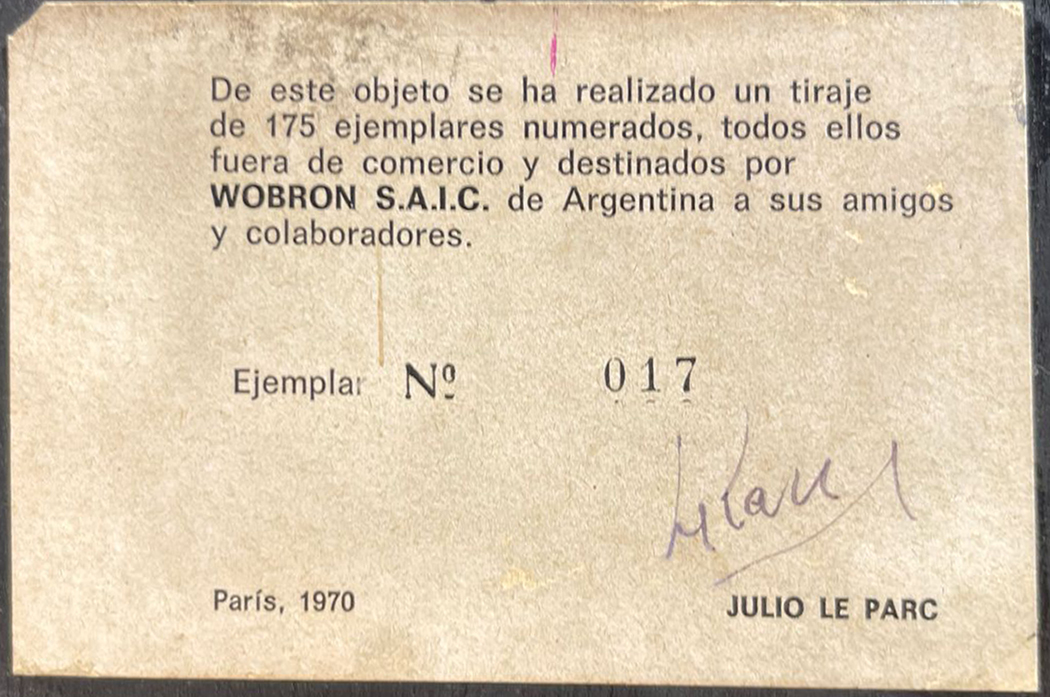 De este objeto se ha realizado un tiraje
de 175 ejemplares numerados, todos ellos
fuera de comercio y destinados por
WOBRON S.A.I.C. de Argentina a sus amigos
y colaboradores.
Ejemplar Nº 017
París, 1970
JULIO LE PARC